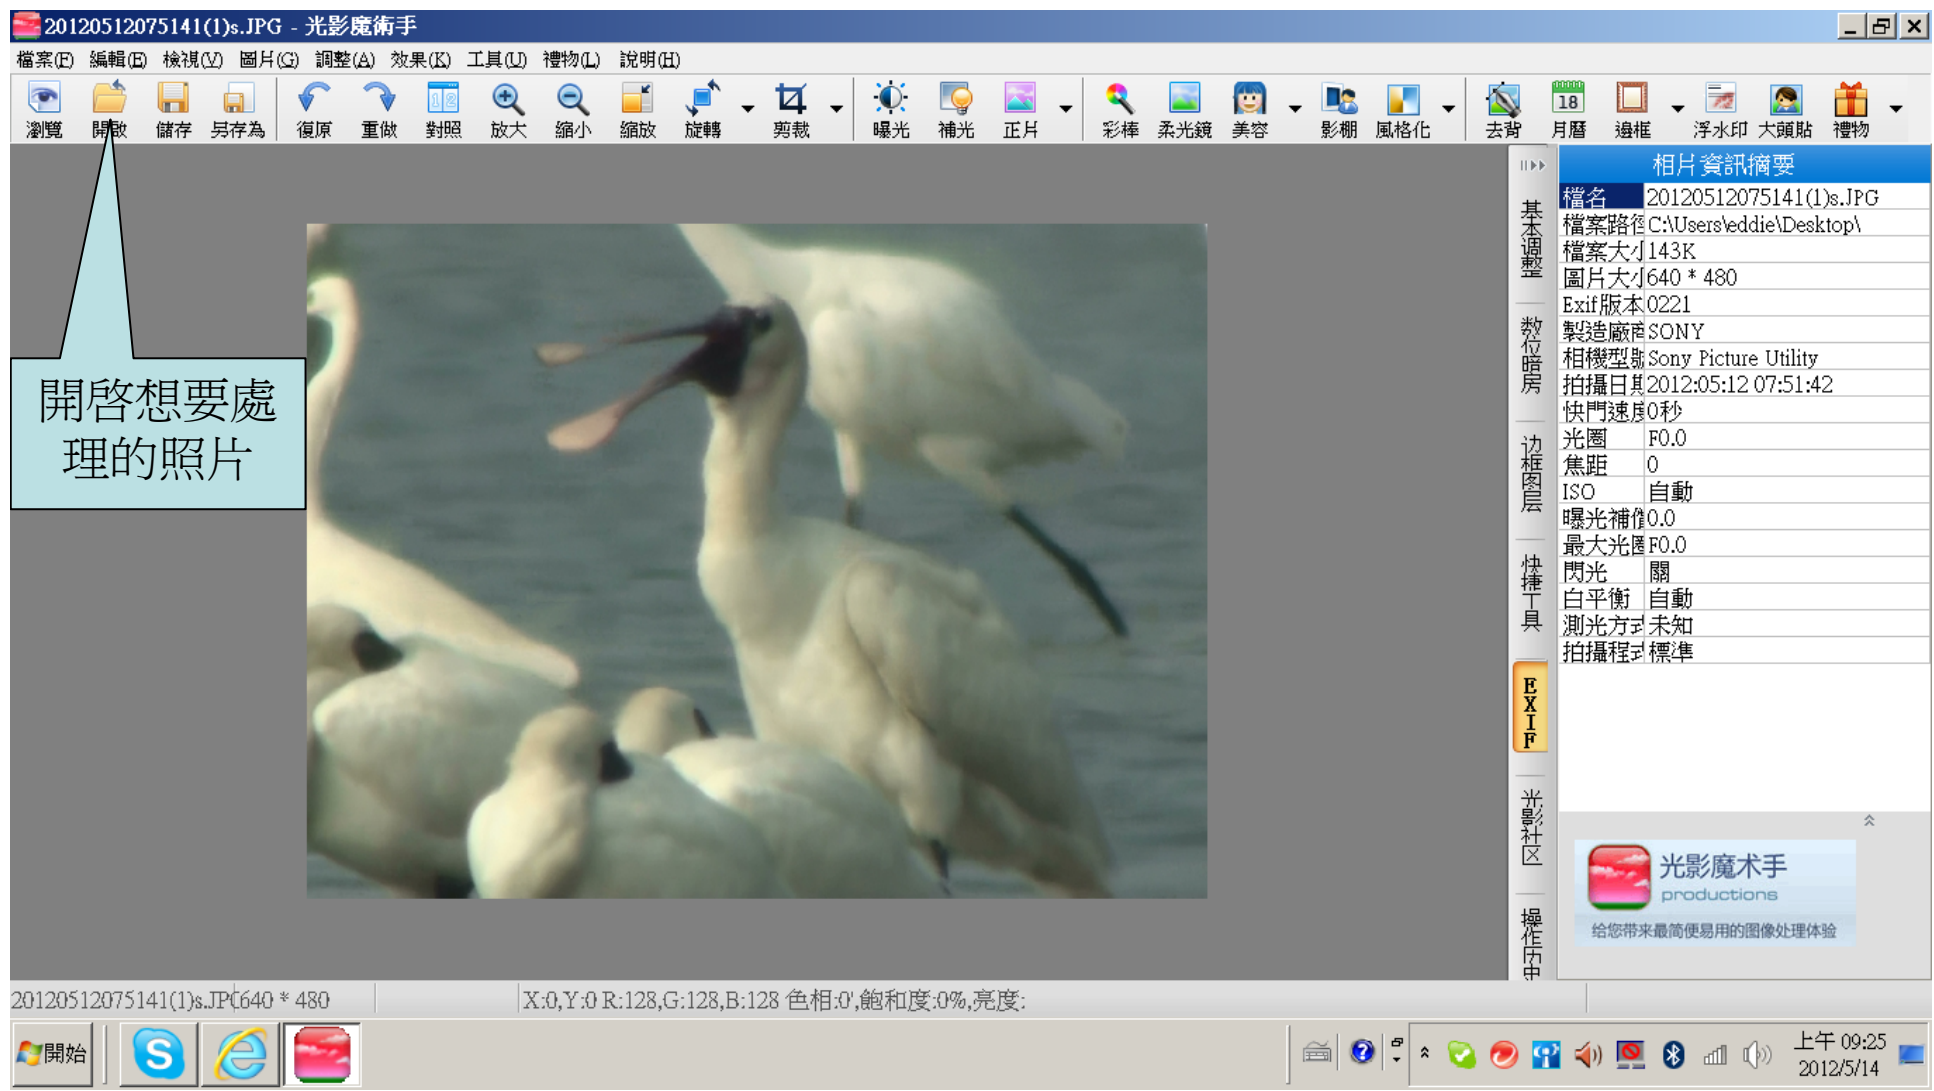 20120512075141(1)s.JPG - 光影魔術手
檔案(F) 編輯(E) 檢視(V) 圖片(G) 調整(A) 效果(K) 工具(U) 禮物(L) 說明(H)
瀏覽 開啟 儲存 另存為 復原 重做 對照 放大 縮小 縮放 旋轉 剪裁 曝光 補光 正片 彩棒 柔光鏡 美容 影棚 風格化 去背 月曆 邊框 浮水印 大頭貼 禮物
開啓想要處
理的照片
基本调整
数位暗房
边框图层
快捷工具
EXIF
光影社区
操作历史
相片資訊摘要
檔名 20120512075141(1)s.JPG
檔案路徑 C:\Users\eddie\Desktop\
檔案大小 143K
圖片大小 640 * 480
Exif版本 0221
製造廠商 SONY
相機型號 Sony Picture Utility
拍攝日期 2012:05:12 07:51:42
快門速度 0秒
光圈 F0.0
焦距 0
ISO 自動
曝光補償 0.0
最大光圈 F0.0
閃光 關
白平衡 自動
測光方式 未知
拍攝程式 標準
光影魔术手
productions
给您带来最简便易用的图像处理体验
20120512075141(1)s.JPG 640 * 480 X:0,Y:0 R:128,G:128,B:128 色相:0',飽和度:0%,亮度:
開始
上午 09:25
2012/5/14